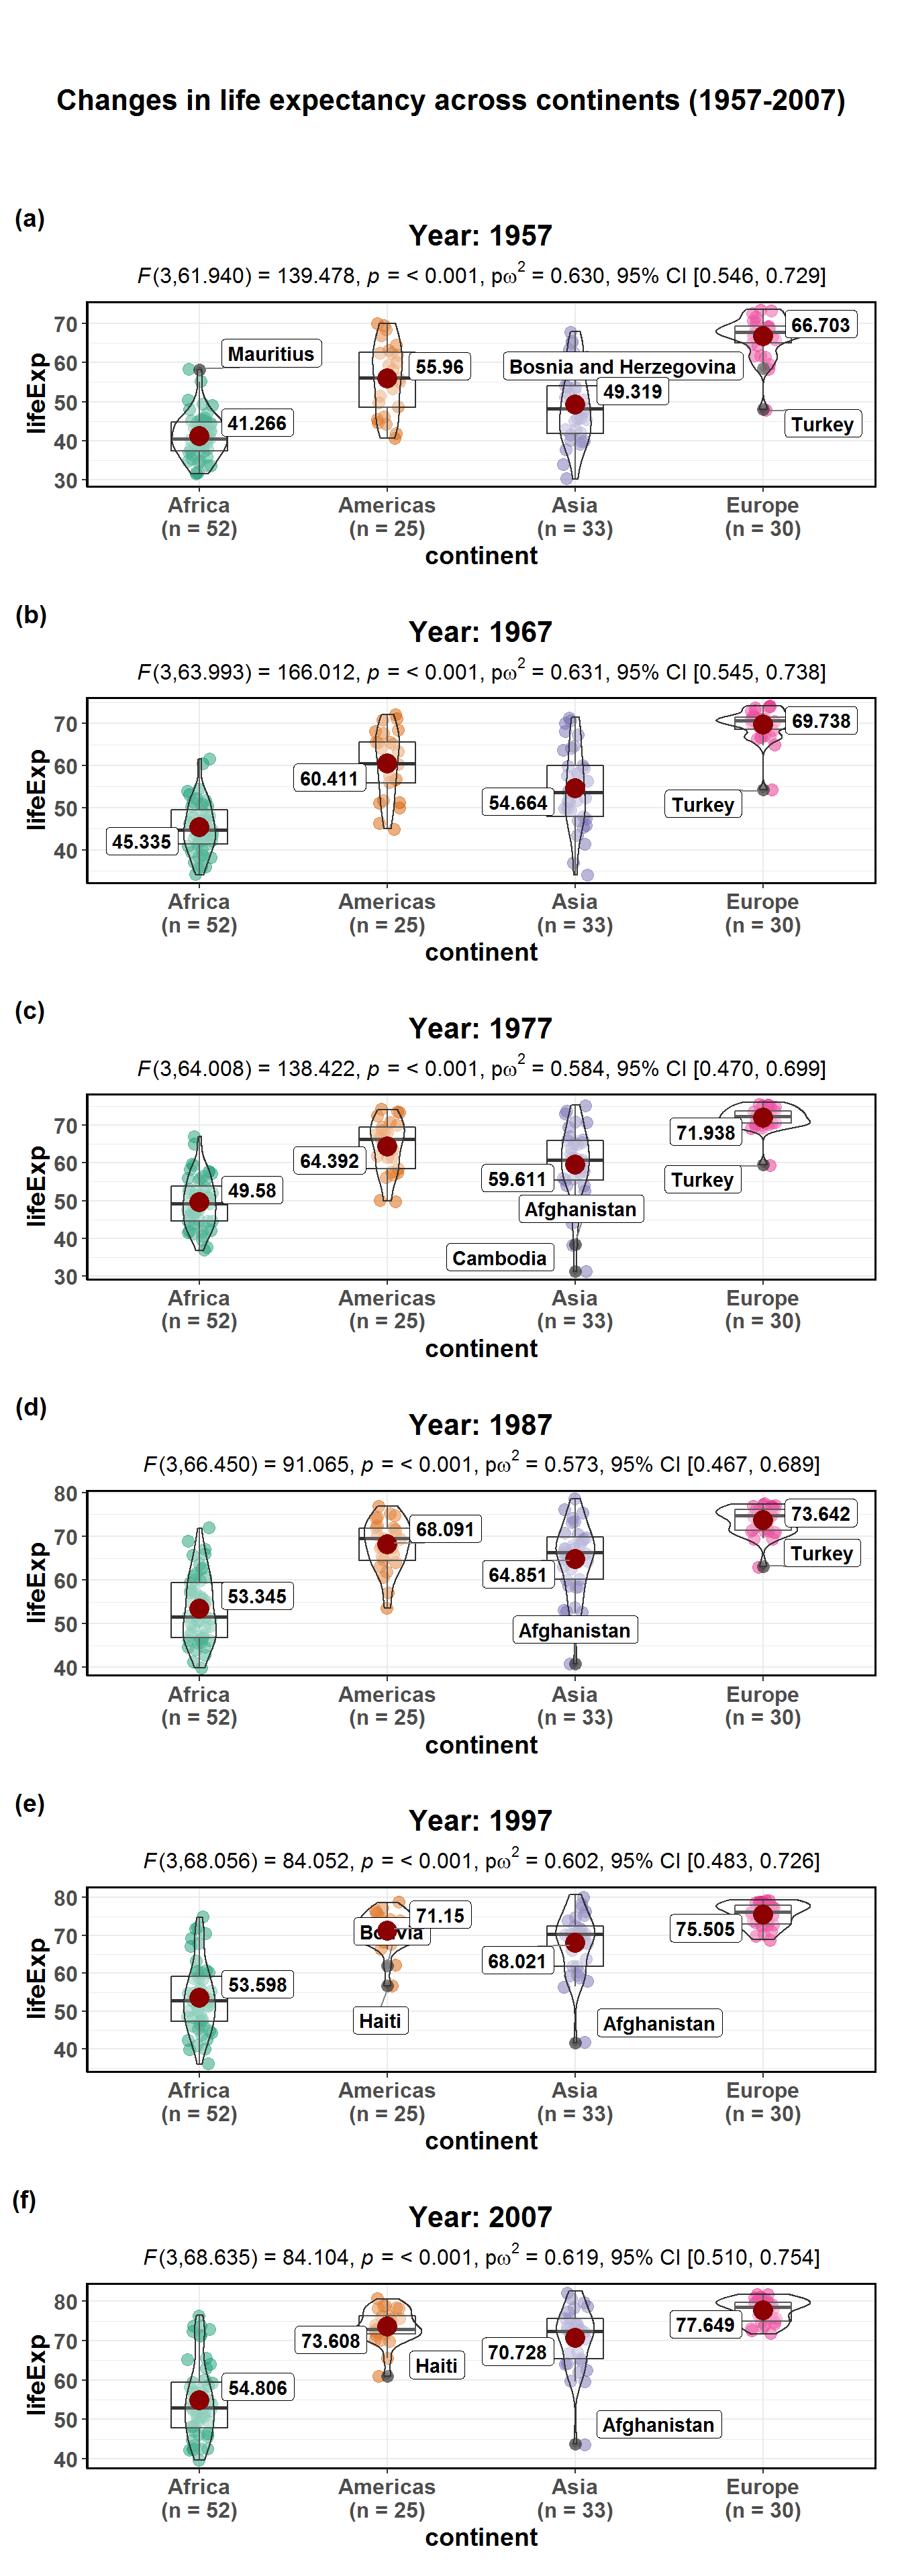 Changes in life expectancy across continents (1957-2007)
(a)
Year: 1957
F(3,61.940) = 139.478, p = < 0.001, pω² = 0.630, 95% CI [0.546, 0.729]
lifeExp
70
60
50
40
30
Mauritius
41.266
55.96
Bosnia and Herzegovina
49.319
66.703
Turkey
Africa Americas Asia Europe
(n = 52) (n = 25) (n = 33) (n = 30)
continent
(b)
Year: 1967
F(3,63.993) = 166.012, p = < 0.001, pω² = 0.631, 95% CI [0.545, 0.738]
lifeExp
70
60
50
40
45.335
60.411
54.664
69.738
Turkey
Africa Americas Asia Europe
(n = 52) (n = 25) (n = 33) (n = 30)
continent
(c)
Year: 1977
F(3,64.008) = 138.422, p = < 0.001, pω² = 0.584, 95% CI [0.470, 0.699]
lifeExp
70
60
50
40
30
49.58
64.392
59.611
Afghanistan
Cambodia
71.938
Turkey
Africa Americas Asia Europe
(n = 52) (n = 25) (n = 33) (n = 30)
continent
(d)
Year: 1987
F(3,66.450) = 91.065, p = < 0.001, pω² = 0.573, 95% CI [0.467, 0.689]
lifeExp
80
70
60
50
40
53.345
68.091
64.851
Afghanistan
73.642
Turkey
Africa Americas Asia Europe
(n = 52) (n = 25) (n = 33) (n = 30)
continent
(e)
Year: 1997
F(3,68.056) = 84.052, p = < 0.001, pω² = 0.602, 95% CI [0.483, 0.726]
lifeExp
80
70
60
50
40
53.598
71.15
Bolivia
Haiti
68.021
Afghanistan
75.505
Africa Americas Asia Europe
(n = 52) (n = 25) (n = 33) (n = 30)
continent
(f)
Year: 2007
F(3,68.635) = 84.104, p = < 0.001, pω² = 0.619, 95% CI [0.510, 0.754]
lifeExp
80
70
60
50
40
54.806
73.608
Haiti
70.728
Afghanistan
77.649
Africa Americas Asia Europe
(n = 52) (n = 25) (n = 33) (n = 30)
continent